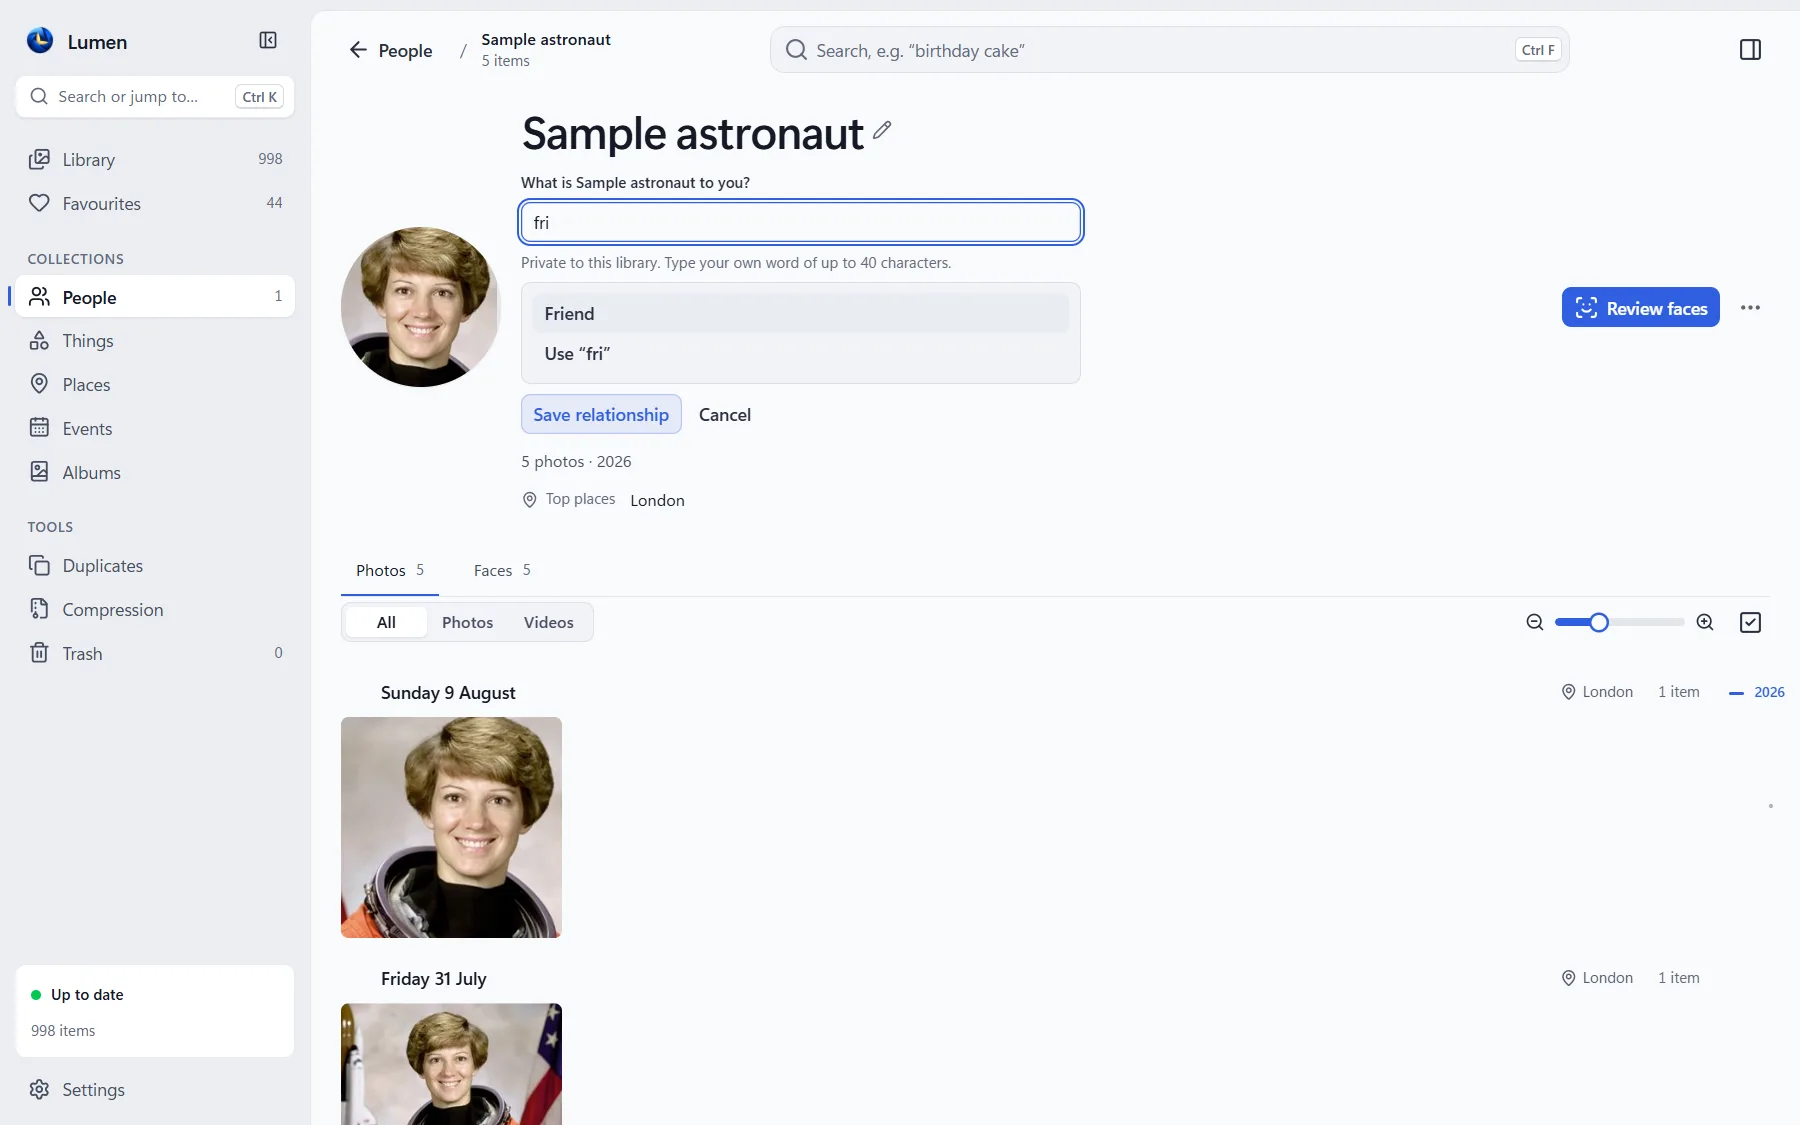 Lumen
Search or jump to... Ctrl K
Library 998
Favourites 44
COLLECTIONS
People 1
Things
Places
Events
Albums
TOOLS
Duplicates
Compression
Trash 0
Up to date
998 items
Settings
People / Sample astronaut
5 items
Search, e.g. “birthday cake” Ctrl F
Sample astronaut
What is Sample astronaut to you?
fri
Private to this library. Type your own word of up to 40 characters.
Friend
Use “fri”
Save relationship Cancel
5 photos · 2026
Top places London
Review faces
Photos 5 Faces 5
All Photos Videos
Sunday 9 August London 1 item 2026
Friday 31 July London 1 item